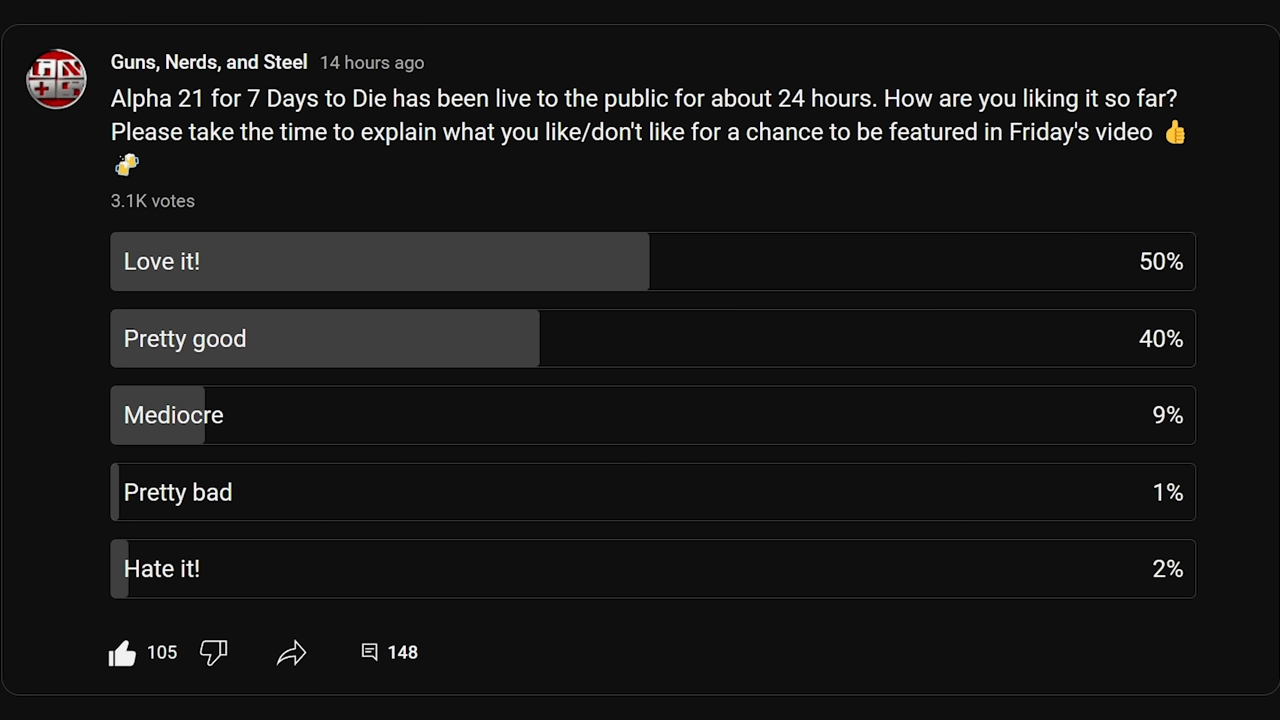 Guns, Nerds, and Steel 14 hours ago
Alpha 21 for 7 Days to Die has been live to the public for about 24 hours. How are you liking it so far?
Please take the time to explain what you like/don't like for a chance to be featured in Friday's video 👍
🍻
3.1K votes
Love it! 50%
Pretty good 40%
Mediocre 9%
Pretty bad 1%
Hate it! 2%
105 148